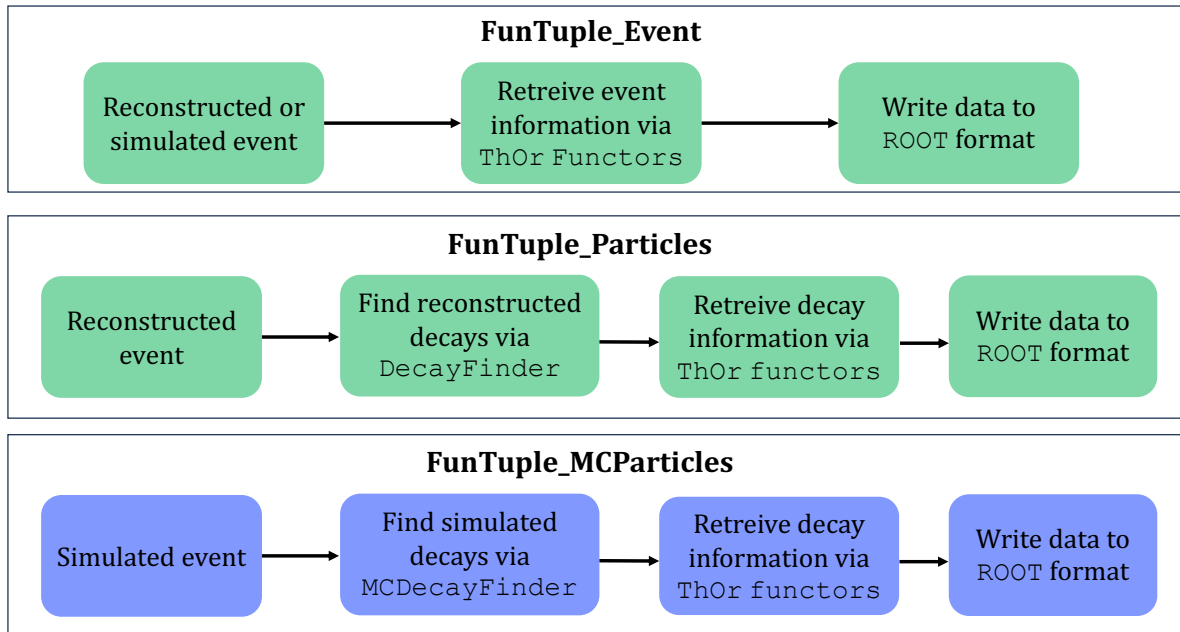 FunTuple_Event
Reconstructed or
simulated event
Retreive event
information via
ThOr Functors
Write data to
ROOT format
FunTuple_Particles
Reconstructed
event
Find reconstructed
decays via
DecayFinder
Retreive decay
information via
ThOr functors
Write data to
ROOT format
FunTuple_MCParticles
Simulated event
Find simulated
decays via
MCDecayFinder
Retreive decay
information via
ThOr functors
Write data to
ROOT format